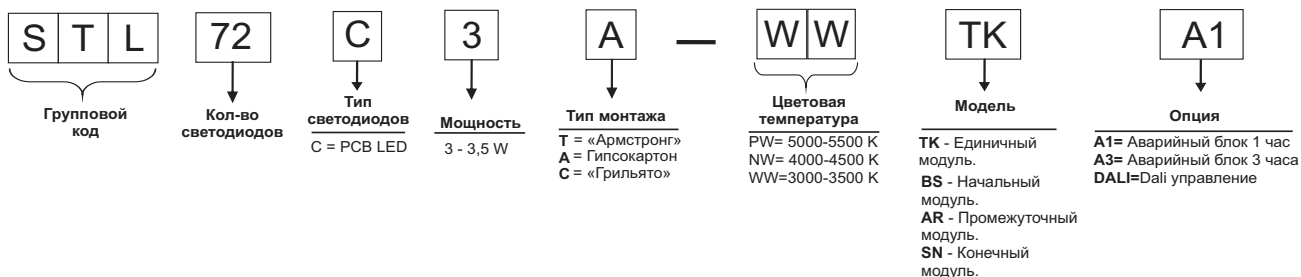 S T L 72 C 3 A — W W TK A1
Групповой
код
Кол-во
светодиодов
Тип
светодиодов
C = PCB LED
Мощность
3 - 3,5 W
Тип монтажа
T = «Армстронг»
A = Гипсокартон
C = «Грильято»
Цветовая
температура
PW= 5000-5500 K
NW= 4000-4500 K
WW=3000-3500 K
Модель
TK - Единичный
модуль.
BS - Начальный
модуль.
AR - Промежуточный
модуль.
SN - Конечный
модуль.
Опция
A1= Аварийный блок 1 час
A3= Аварийный блок 3 часа
DALI=Dali управление